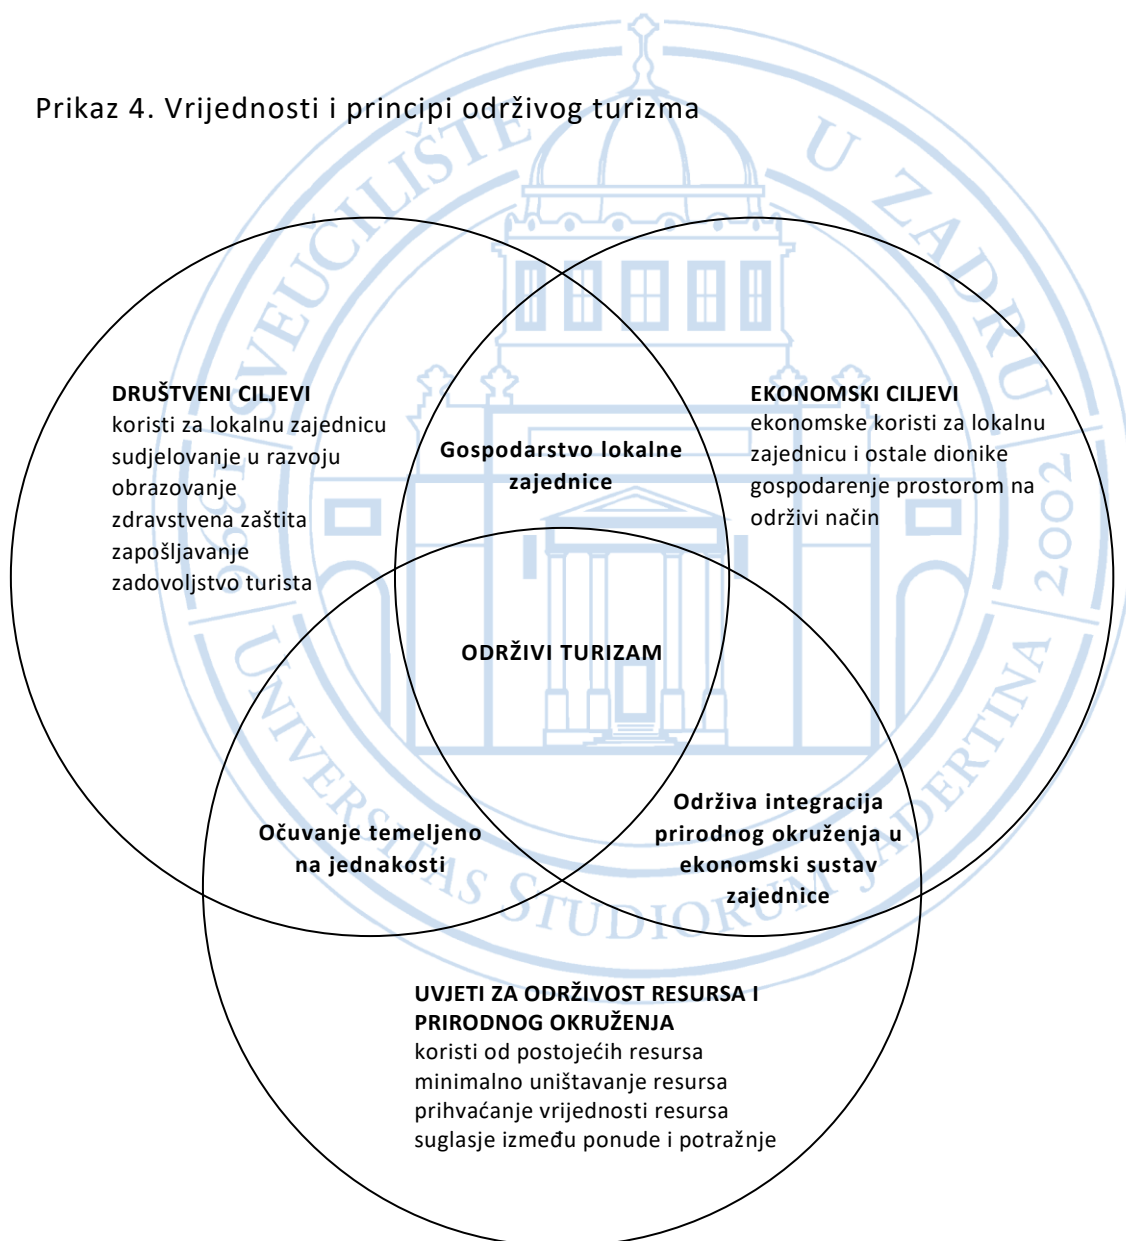 Prikaz 4. Vrijednosti i principi održivog turizma
SVEUČILIŠTE U ZADRU
1396
2002
UNIVERSITAS STUDIORUM JADERTINA
DRUŠTVENI CILJEVI
koristi za lokalnu zajednicu
sudjelovanje u razvoju
obrazovanje
zdravstvena zaštita
zapošljavanje
zadovoljstvo turista
Gospodarstvo lokalne
zajednice
EKONOMSKI CILJEVI
ekonomske koristi za lokalnu
zajednicu i ostale dionike
gospodarenje prostorom na
održivi način
ODRŽIVI TURIZAM
Očuvanje temeljeno
na jednakosti
Održiva integracija
prirodnog okruženja u
ekonomski sustav
zajednice
UVJETI ZA ODRŽIVOST RESURSA I
PRIRODNOG OKRUŽENJA
koristi od postojećih resursa
minimalno uništavanje resursa
prihvaćanje vrijednosti resursa
suglasje između ponude i potražnje